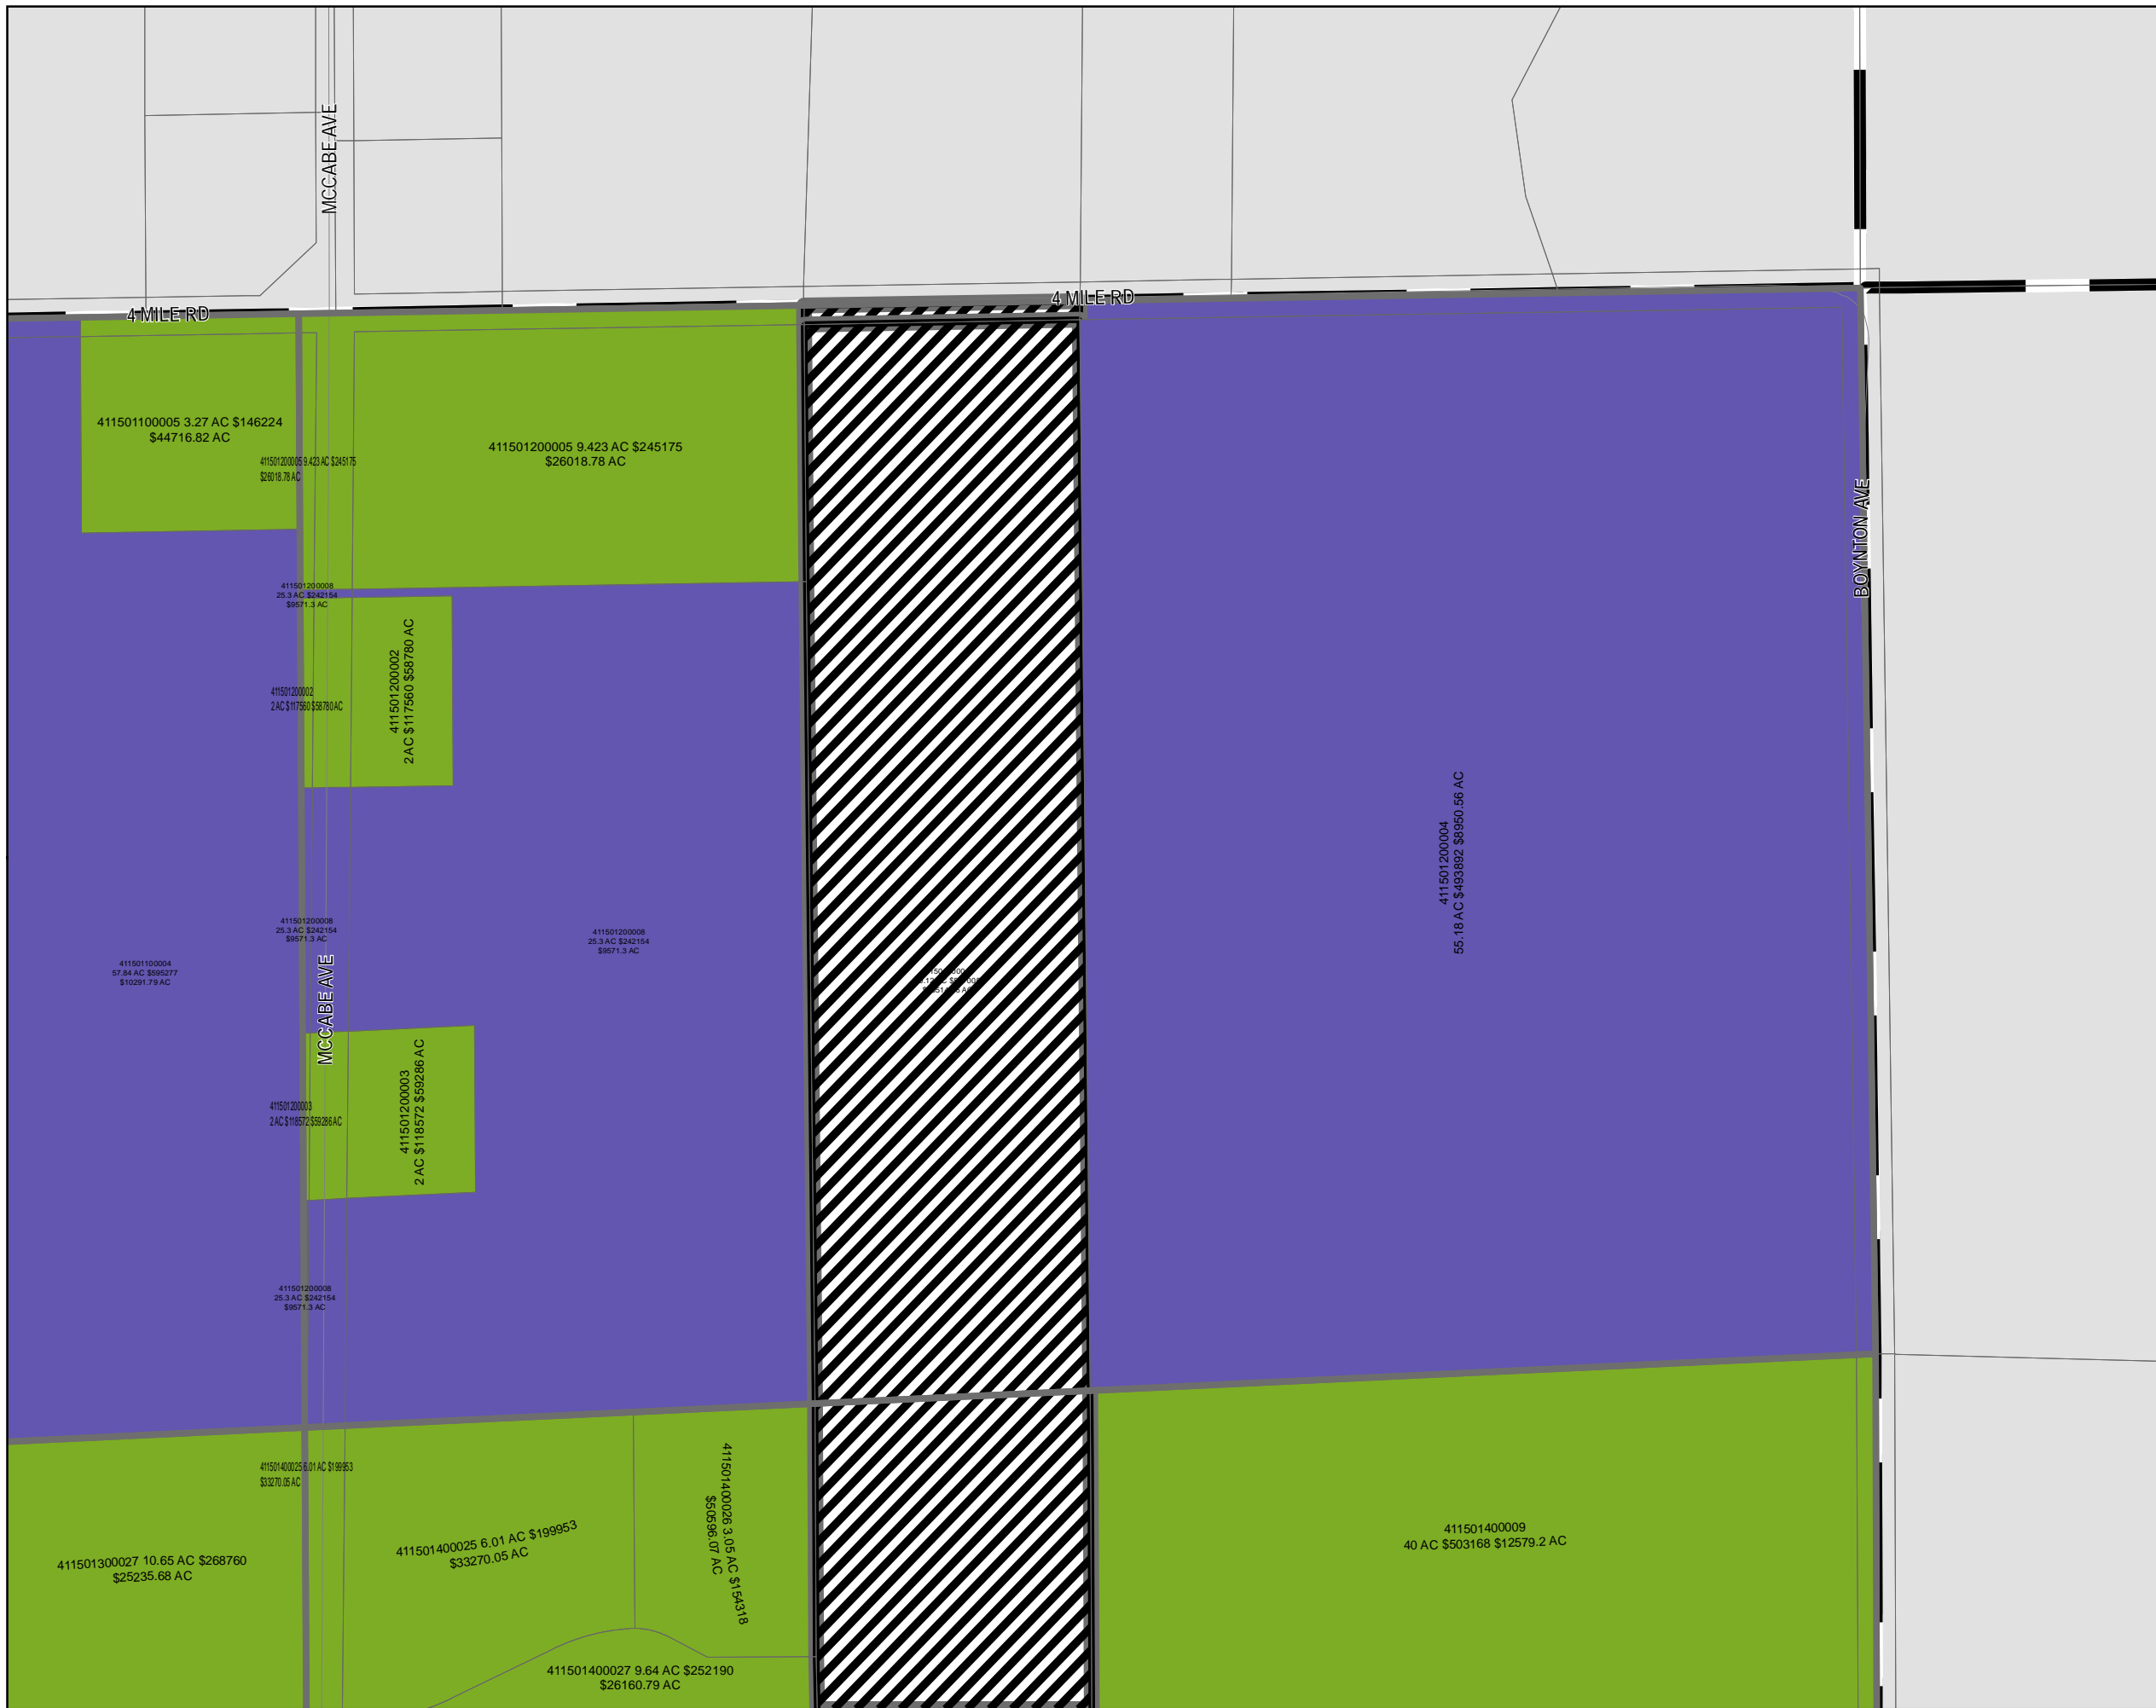 MCCABE AVE
4 MILE RD
4 MILE RD
411501100005 3.27 AC $146224
$44716.82 AC
411501200005 9.423 AC $245175
$26018.78 AC
411501200005 9.423 AC $245175
$26018.78 AC
BOYNTON AVE
411501200008
25.3 AC $242154
$9571.3 AC
411501200002
2 AC $117560 $58780 AC
411501200002
2 AC $117560 $58780 AC
411501200004
55.18 AC $493892 $8950.56 AC
411501200008
25.3 AC $242154
$9571.3 AC
411501200008
25.3 AC $242154
$9571.3 AC
411501100004
57.84 AC $595277
$10291.79 AC
MCCABE AVE
411501200003
2 AC $118572 $59286 AC
411501200003
2 AC $118572 $59286 AC
411501200008
25.3 AC $242154
$9571.3 AC
411501400025 6.01 AC $199953
$33270.05 AC
411501400026 3.05 AC $154318
$50596.07 AC
411501400025 6.01 AC $199953
$33270.05 AC
411501400009
40 AC $503168 $12579.2 AC
411501300027 10.65 AC $268760
$25235.68 AC
411501400027 9.64 AC $252190
$26160.79 AC